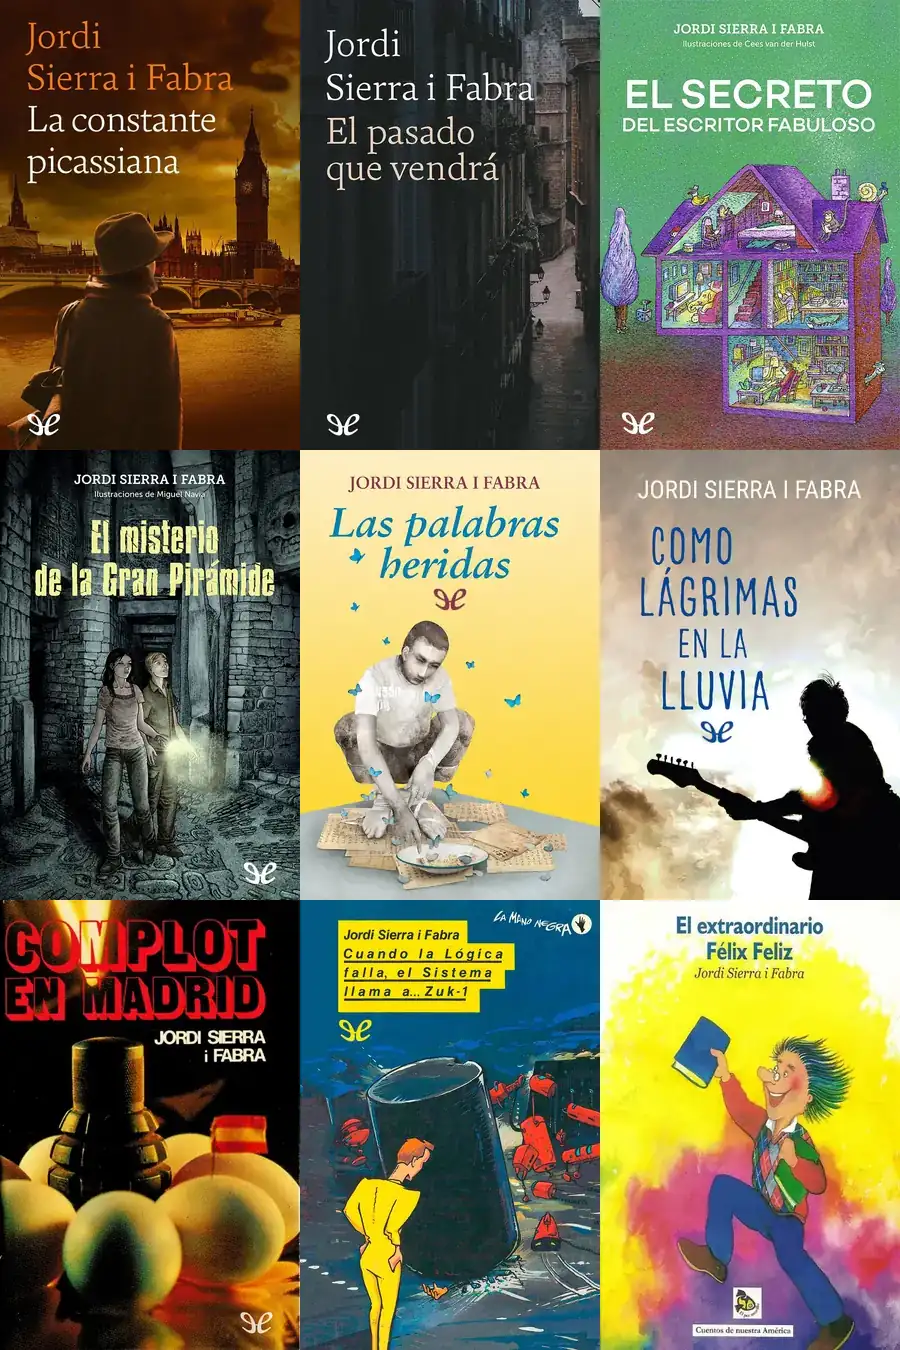 Jordi
Sierra i Fabra
La constante
picassiana
Jordi
Sierra i Fabra
El pasado
que vendrá
JORDI SIERRA I FABRA
Ilustraciones de Cees van der Hulst
EL SECRETO
DEL ESCRITOR FABULOSO
JORDI SIERRA I FABRA
Ilustraciones de Miguel Navia
El misterio
de la Gran Pirámide
JORDI SIERRA I FABRA
Las palabras
heridas
JORDI SIERRA I FABRA
COMO
LÁGRIMAS
EN LA
LLUVIA
COMPLOT
EN MADRID
JORDI SIERRA
i FABRA
LA MANO NEGRA
Jordi Sierra i Fabra
Cuando la Lógica
falla, el Sistema
llama a... Zuk-1
El extraordinario
Félix Feliz
Jordi Sierra i Fabra
Cuentos de nuestra América